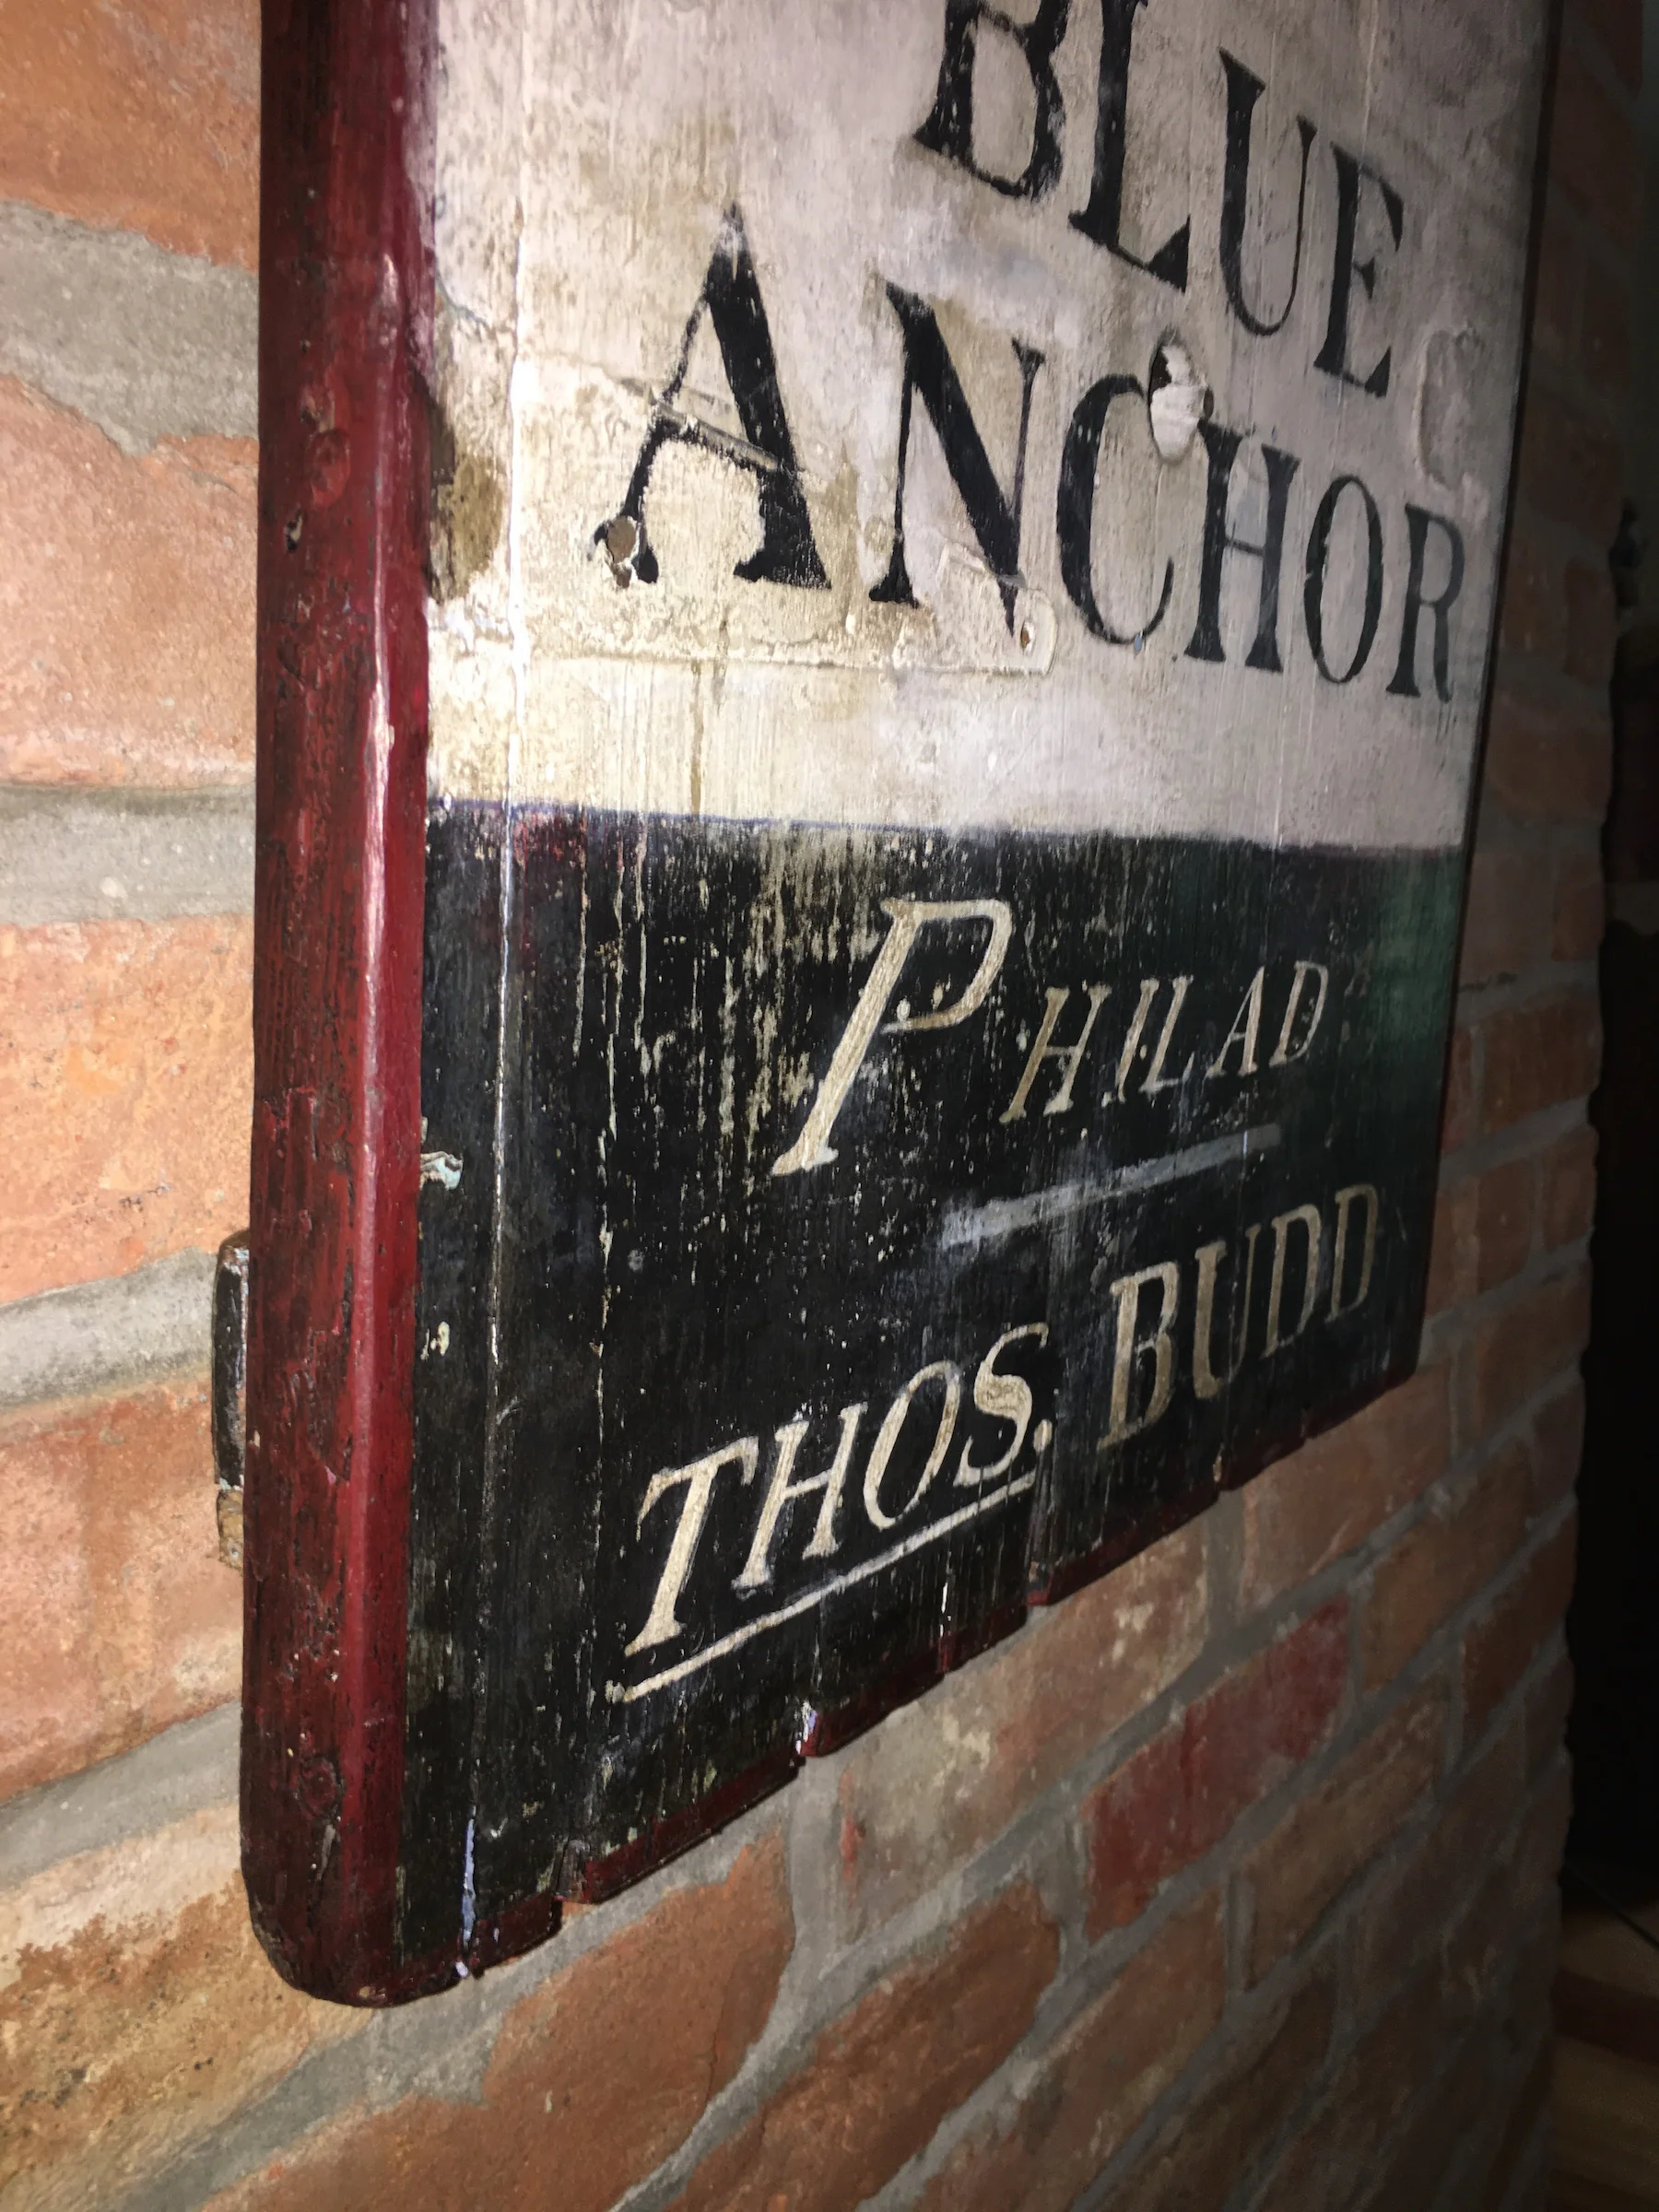 BLUE
ANCHOR
PHILAD
THOS. BUDD